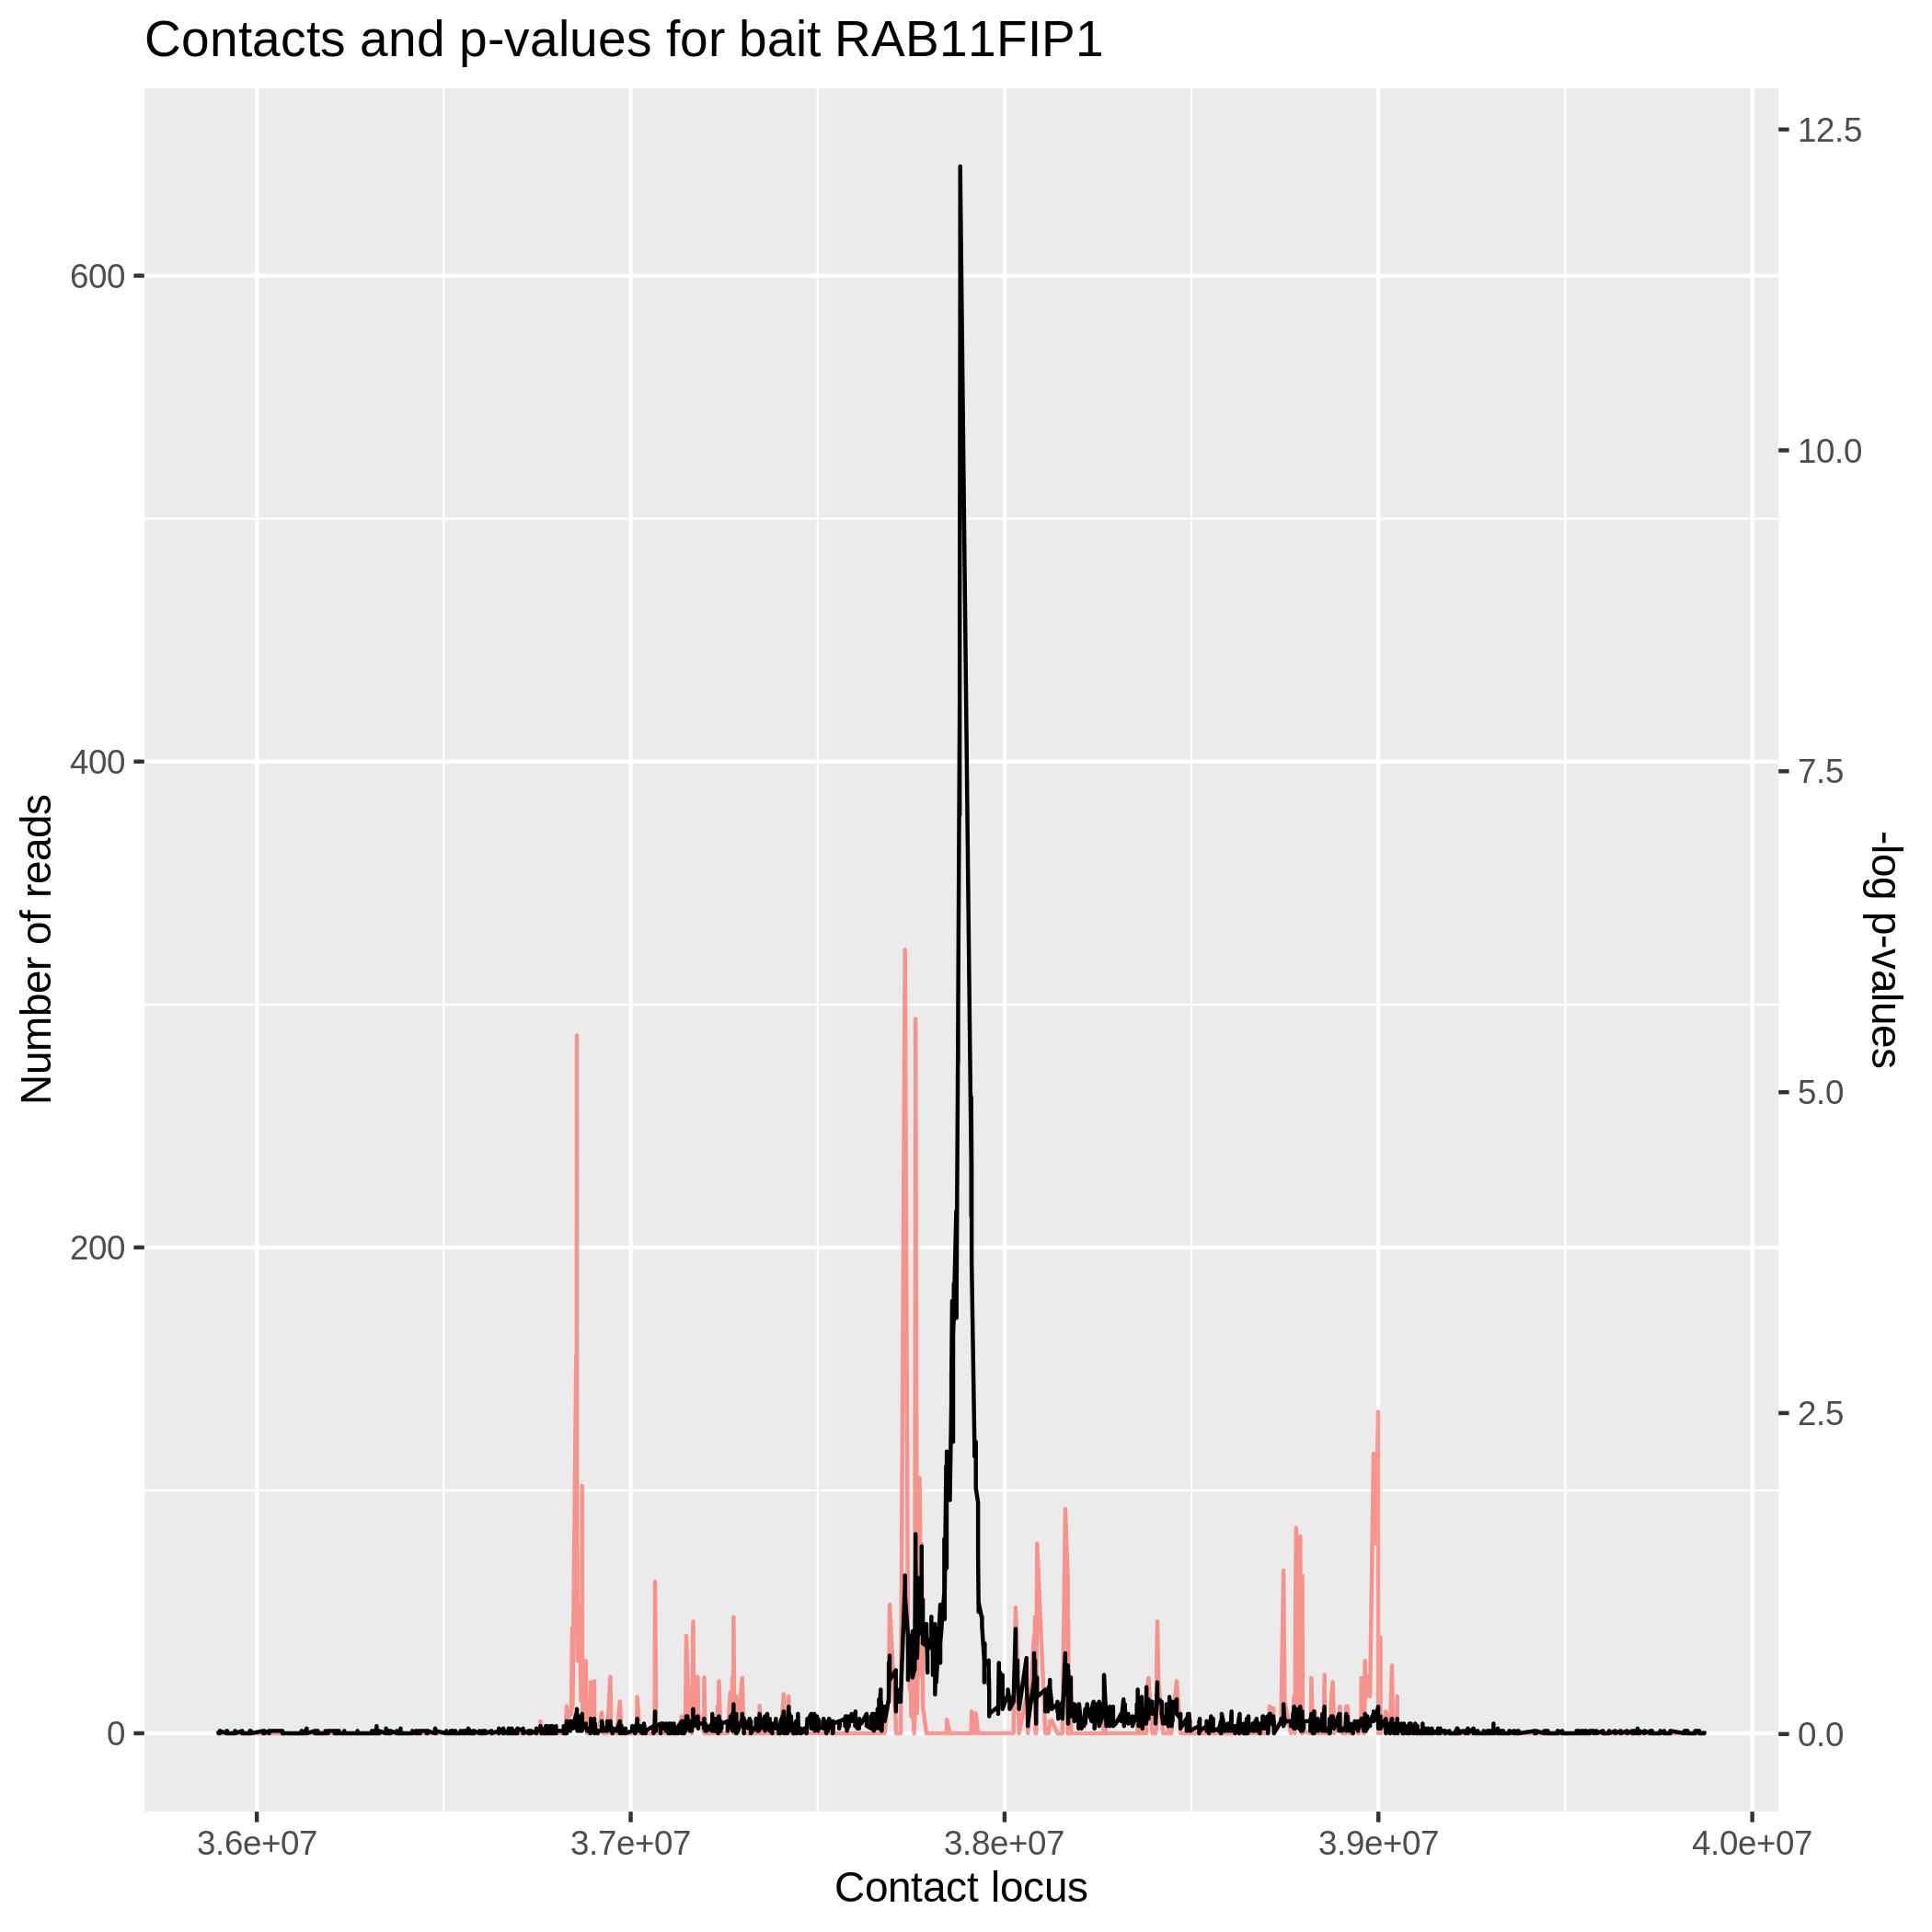 Contacts and p-values for bait RAB11FIP1
Number of reads
600
400
200
0
12.5
10.0
7.5
5.0
2.5
0.0
-log p-values
3.6e+07
3.7e+07
3.8e+07
3.9e+07
4.0e+07
Contact locus